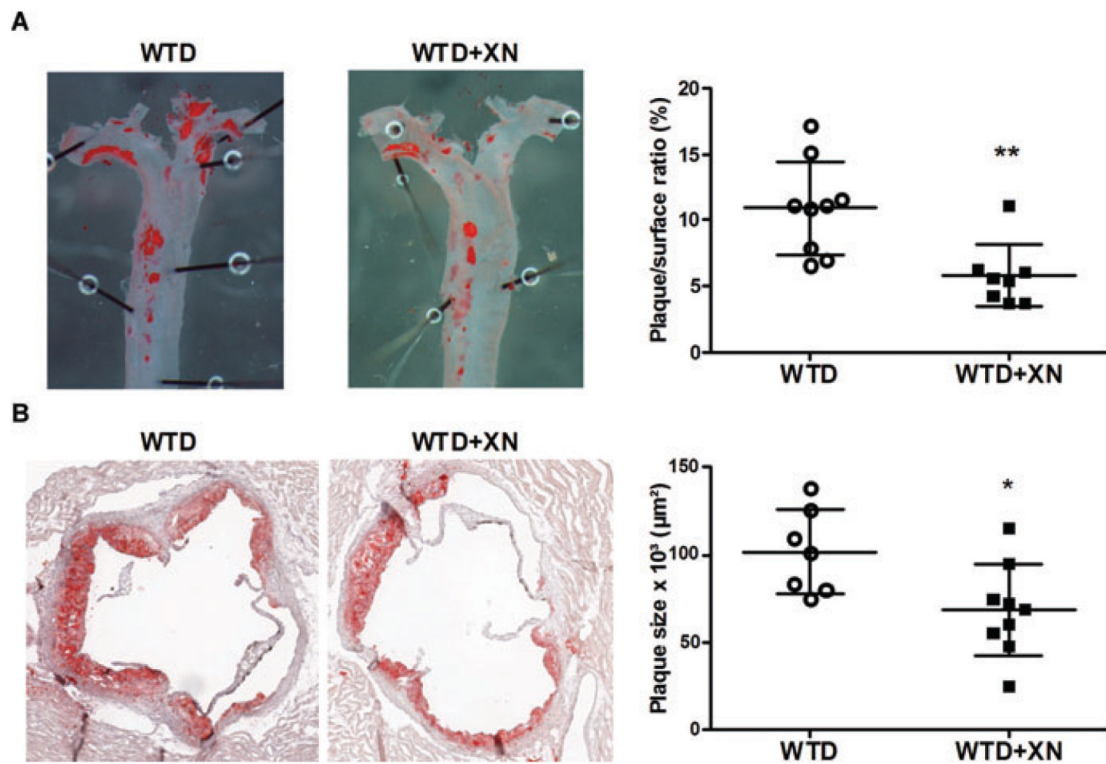 A
WTD
WTD+XN
Plaque/surface ratio (%)
20
15
10
5
0
**
WTD
WTD+XN
B
WTD
WTD+XN
Plaque size x 10³ (µm²)
150
100
50
0
*
WTD
WTD+XN